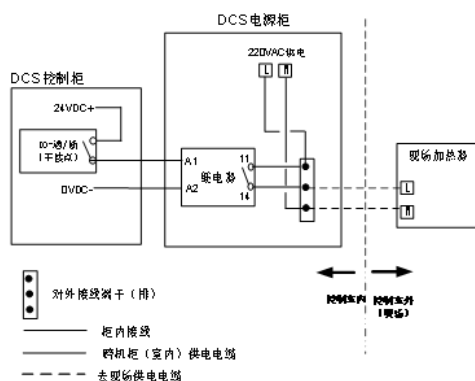 DCS电源柜
220VAC供电
L N
DCS控制柜
24VDC+
DO-通/断
(干接点)
0VDC-
A1
A2
继电器
11
14
现场加热器
L
N
控制室内
控制室外
(现场)
对外接线端子(排)
柜内接线
跨机柜(室内)供电电缆
去现场供电电缆